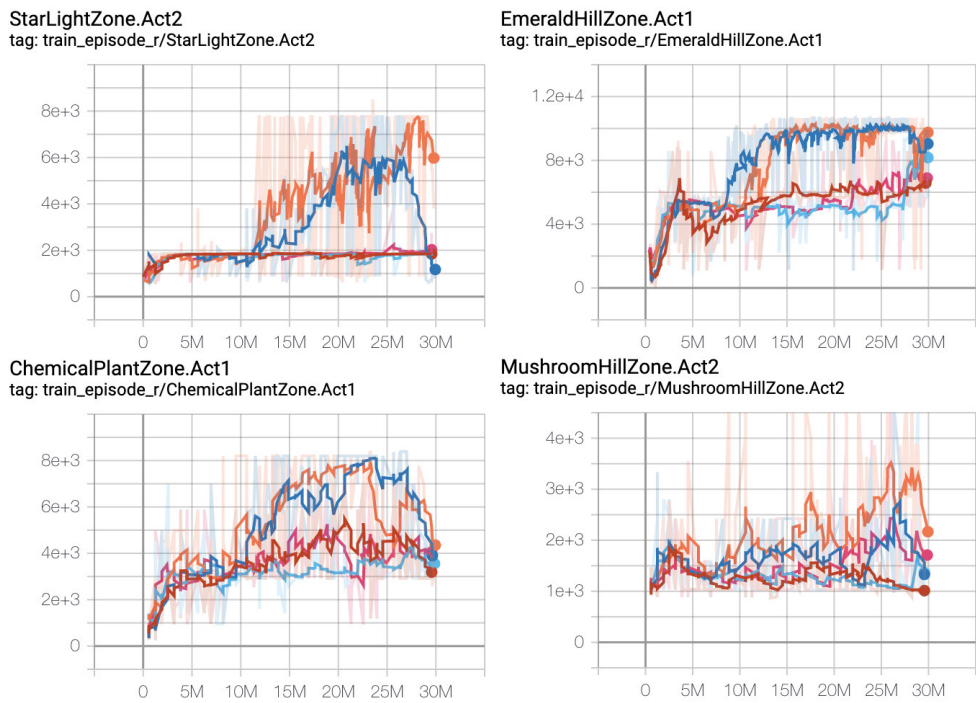 StarLightZone.Act2
tag: train_episode_r/StarLightZone.Act2
8e+3
6e+3
4e+3
2e+3
0
0 5M 10M 15M 20M 25M 30M
EmeraldHillZone.Act1
tag: train_episode_r/EmeraldHillZone.Act1
1.2e+4
8e+3
4e+3
0
0 5M 10M 15M 20M 25M 30M
ChemicalPlantZone.Act1
tag: train_episode_r/ChemicalPlantZone.Act1
8e+3
6e+3
4e+3
2e+3
0
0 5M 10M 15M 20M 25M 30M
MushroomHillZone.Act2
tag: train_episode_r/MushroomHillZone.Act2
4e+3
3e+3
2e+3
1e+3
0
0 5M 10M 15M 20M 25M 30M